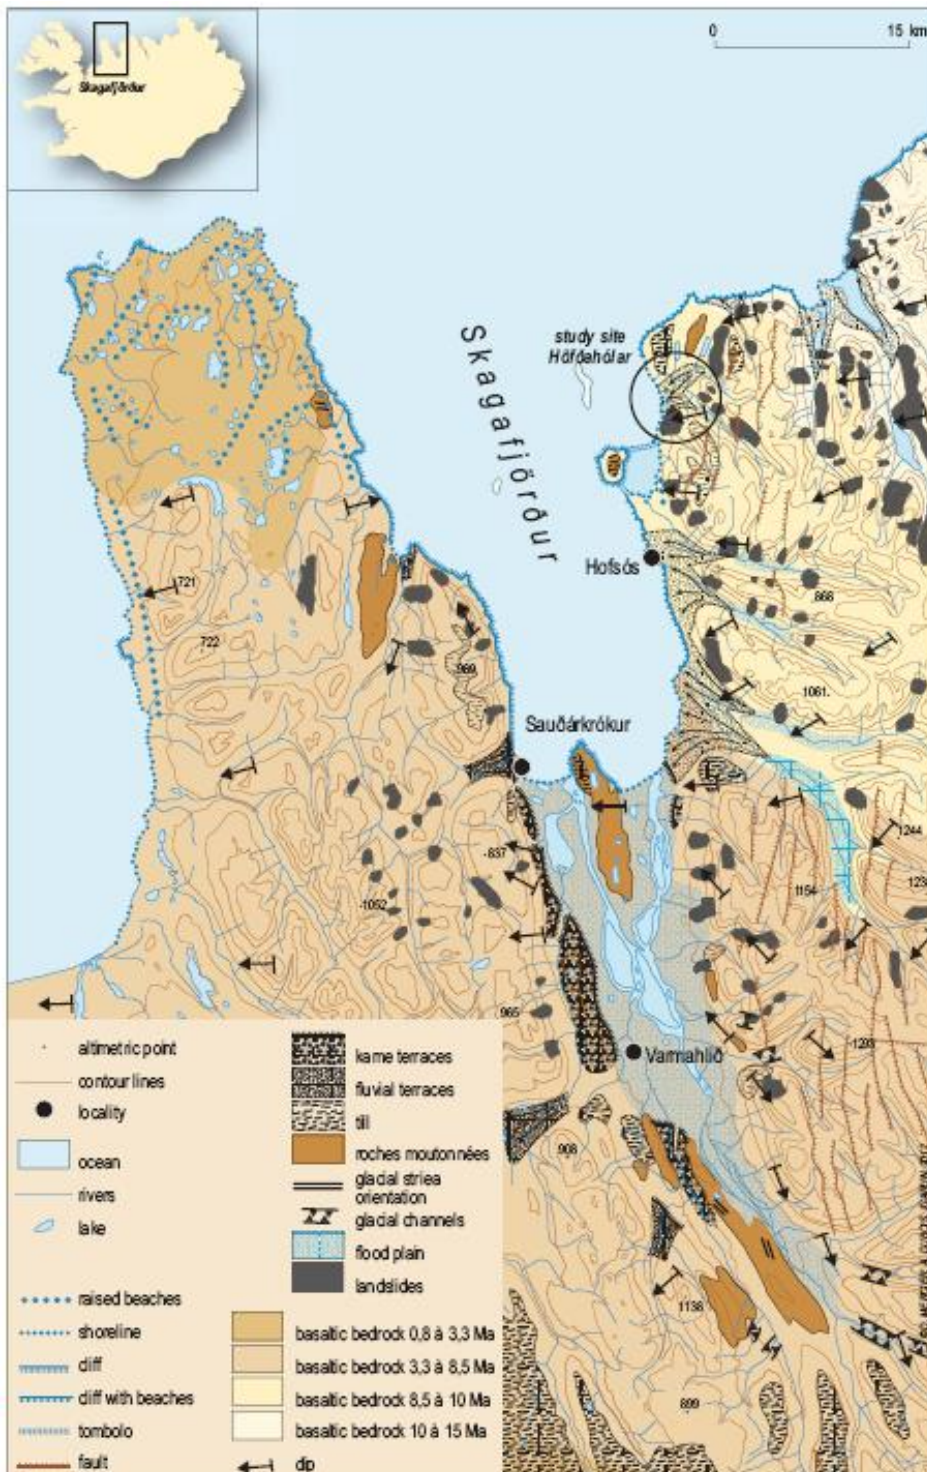 Skagafjörður
0 15 km
study site
Höfðahólar
Skagafjörður
Hofsós
721
722
868
989
1061.
Sauðárkrókur
1244
-837
1154
-1052
965
Varmahlið
-1293
908
1138
899
altimetric point
contour lines
locality
ocean
rivers
lake
raised beaches
shoreline
cliff
cliff with beaches
tombolo
fault
kame terraces
fluvial terraces
till
roches moutonnées
glacial striea
orientation
glacial channels
flood plain
landslides
basaltic bedrock 0,8 à 3,3 Ma
basaltic bedrock 3,3 à 8,5 Ma
basaltic bedrock 8,5 à 10 Ma
basaltic bedrock 10 à 15 Ma
dip